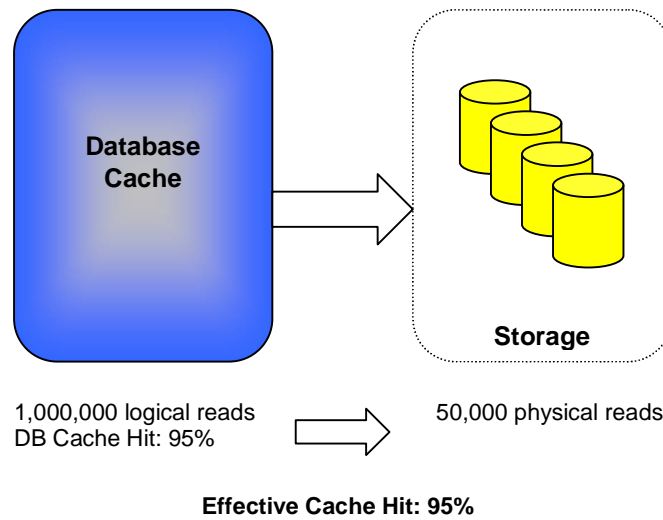 Database
Cache
Storage
1,000,000 logical reads
DB Cache Hit: 95%
50,000 physical reads
Effective Cache Hit: 95%